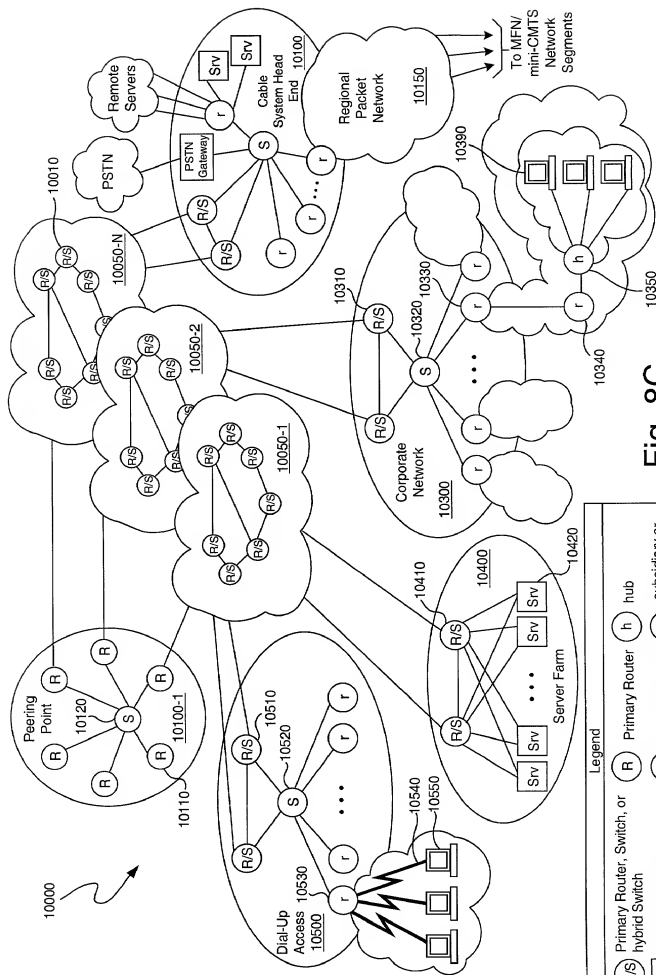 10000
Peering
Point
R
R
R
R
R
R
S
10120
10100-1
10110
10010
R/S
R/S
R/S
R/S
R/S
R/S
10050-N
R/S
R/S
R/S
R/S
R/S
R/S
10050-2
R/S
R/S
R/S
R/S
R/S
R/S
R/S
10050-1
PSTN
Remote
Servers
PSTN
Gateway
Srv
Srv
r
R/S
R/S
S
r
r
r
Cable
System Head
End
10100
Regional
Packet
Network
10150
To MFN/
mini-CMTS
Network
Segments
Dial-Up
Access
10500
R/S
R/S
10510
10520
S
r
r
r
r
10530
10540
10550
R/S
R/S
10410
10400
Srv
Srv
Srv
Srv
10420
Server Farm
Corporate
Network
10300
R/S
R/S
10310
10320
S
10330
r
r
r
r
r
10340
h
10350
10390
Fig. 8C
Legend
Primary Router, Switch, or
hybrid Switch
R
Primary Router
h
hub